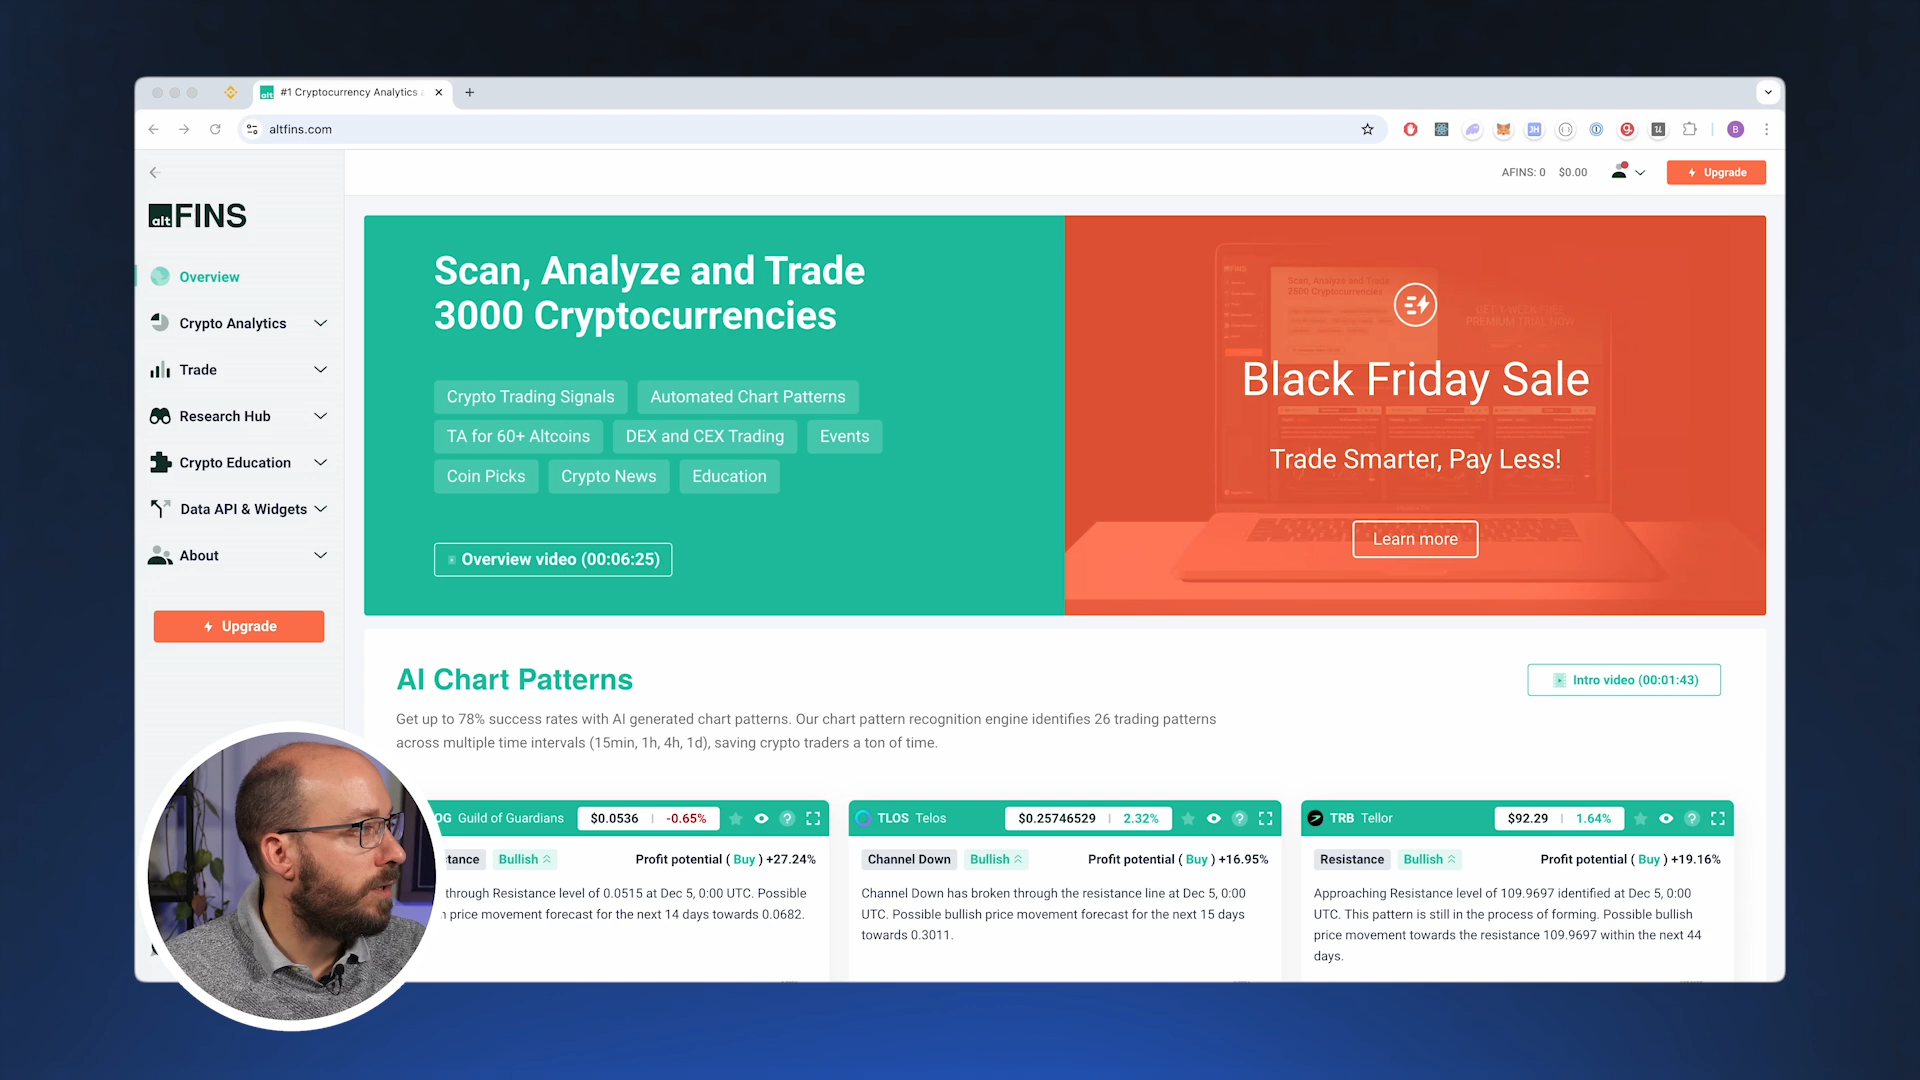 #1 Cryptocurrency Analytics
altfins.com
AFINS: 0 $0.00
Upgrade
alt FINS
Overview
Crypto Analytics
Trade
Research Hub
Crypto Education
Data API & Widgets
About
Upgrade
Scan, Analyze and Trade
3000 Cryptocurrencies
Crypto Trading Signals
Automated Chart Patterns
TA for 60+ Altcoins
DEX and CEX Trading
Events
Coin Picks
Crypto News
Education
Overview video (00:06:25)
Black Friday Sale
Trade Smarter, Pay Less!
Learn more
AI Chart Patterns
Intro video (00:01:43)
Get up to 78% success rates with AI generated chart patterns. Our chart pattern recognition engine identifies 26 trading patterns
across multiple time intervals (15min, 1h, 4h, 1d), saving crypto traders a ton of time.
OG Guild of Guardians $0.0536 | -0.65%
tance Bullish Profit potential ( Buy ) +27.24%
through Resistance level of 0.0515 at Dec 5, 0:00 UTC. Possible
price movement forecast for the next 14 days towards 0.0682.
TLOS Telos $0.25746529 | 2.32%
Channel Down Bullish Profit potential ( Buy ) +16.95%
Channel Down has broken through the resistance line at Dec 5, 0:00
UTC. Possible bullish price movement forecast for the next 15 days
towards 0.3011.
TRB Tellor $92.29 | 1.64%
Resistance Bullish Profit potential ( Buy ) +19.16%
Approaching Resistance level of 109.9697 identified at Dec 5, 0:00
UTC. This pattern is still in the process of forming. Possible bullish
price movement towards the resistance 109.9697 within the next 44
days.